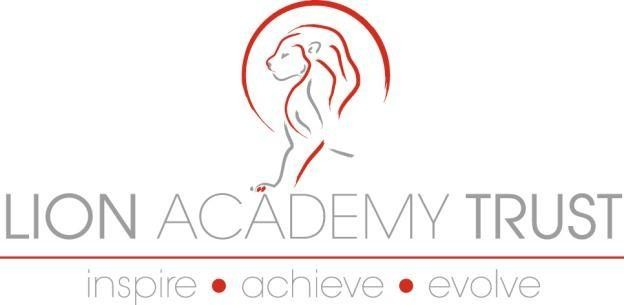 LION ACADEMY TRUST
inspire • achieve • evolve